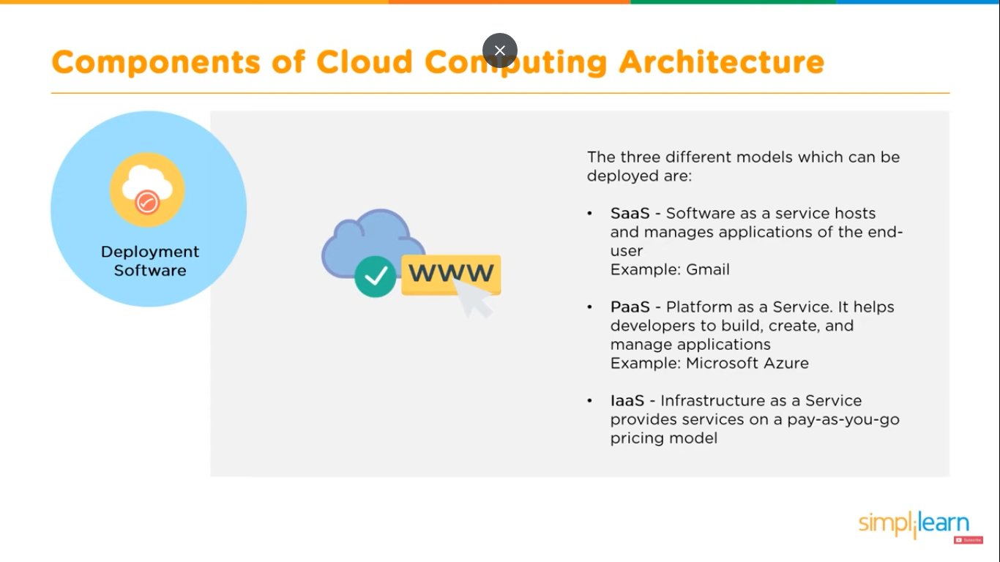 Components of Cloud Computing Architecture
Deployment
Software
WWW
The three different models which can be
deployed are:
• SaaS - Software as a service hosts
and manages applications of the end-
user
Example: Gmail
• PaaS - Platform as a Service. It helps
developers to build, create, and
manage applications
Example: Microsoft Azure
• IaaS - Infrastructure as a Service
provides services on a pay-as-you-go
pricing model
simplilearn
Subscribe